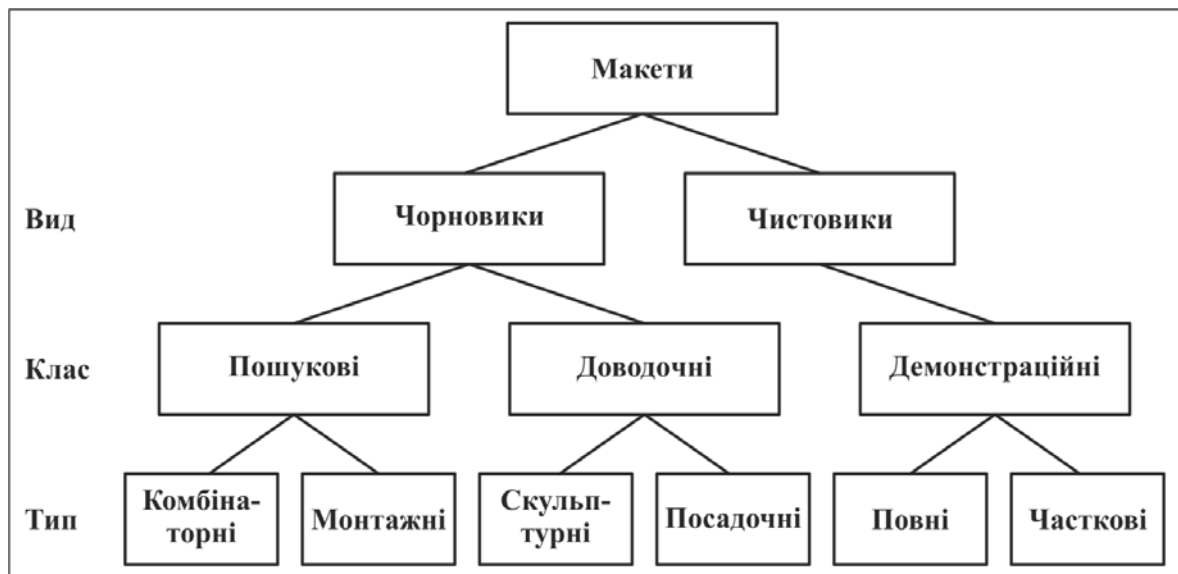 Макети
Вид
Чорновики
Чистовики
Клас
Пошукові
Доводочні
Демонстраційні
Тип
Комбіна-
торні
Монтажні
Скульп-
турні
Посадочні
Повні
Часткові